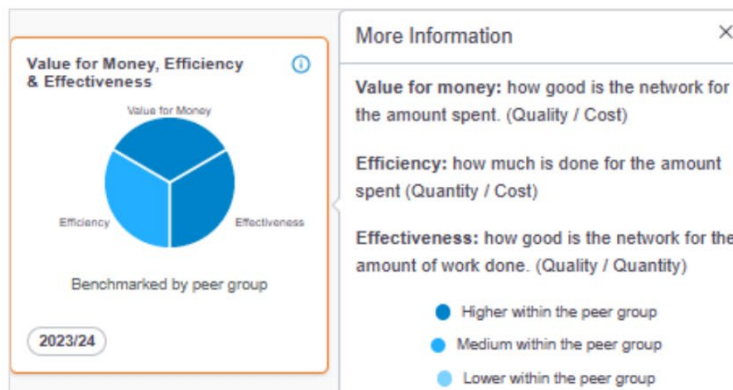 Value for Money, Efficiency
& Effectiveness
Value for Money
Efficiency
Effectiveness
Benchmarked by peer group
2023/24
More Information
Value for money: how good is the network for
the amount spent. (Quality / Cost)
Efficiency: how much is done for the amount
spent (Quantity / Cost)
Effectiveness: how good is the network for the
amount of work done. (Quality / Quantity)
Higher within the peer group
Medium within the peer group
Lower within the peer group